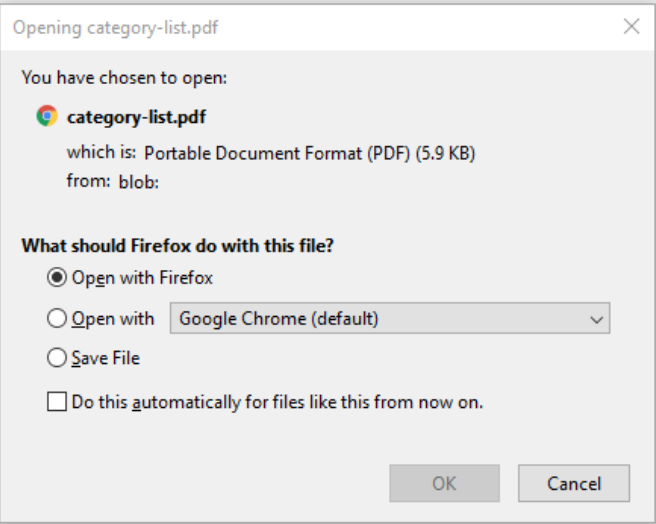 Opening category-list.pdf
You have chosen to open:
category-list.pdf
which is: Portable Document Format (PDF) (5.9 KB)
from: blob:
What should Firefox do with this file?
Open with Firefox
Open with Google Chrome (default)
Save File
Do this automatically for files like this from now on.
OK Cancel